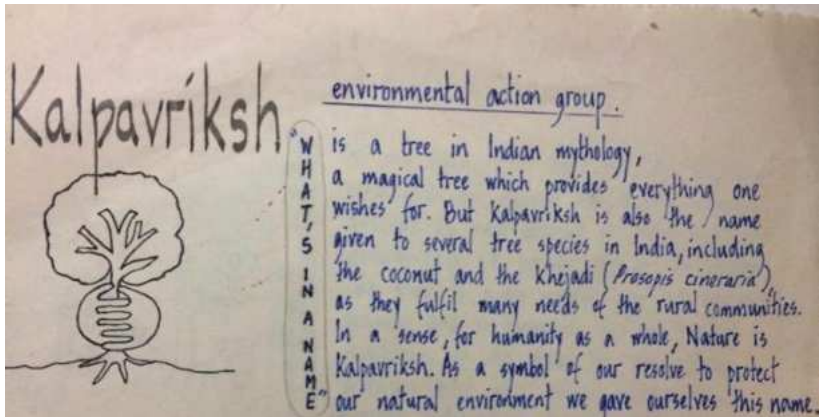 Kalpavriksh
environmental action group.
"WHAT'S IN A NAME"
is a tree in Indian mythology,
a magical tree which provides everything one
wishes for. But Kalpavriksh is also the name
given to several tree species in India, including
the coconut and the Khejadi (Prosopis cineraria),
as they fulfil many needs of the rural communities.
In a sense, for humanity as a whole, Nature is
Kalpavriksh. As a symbol of our resolve to protect
our natural environment we gave ourselves this name.